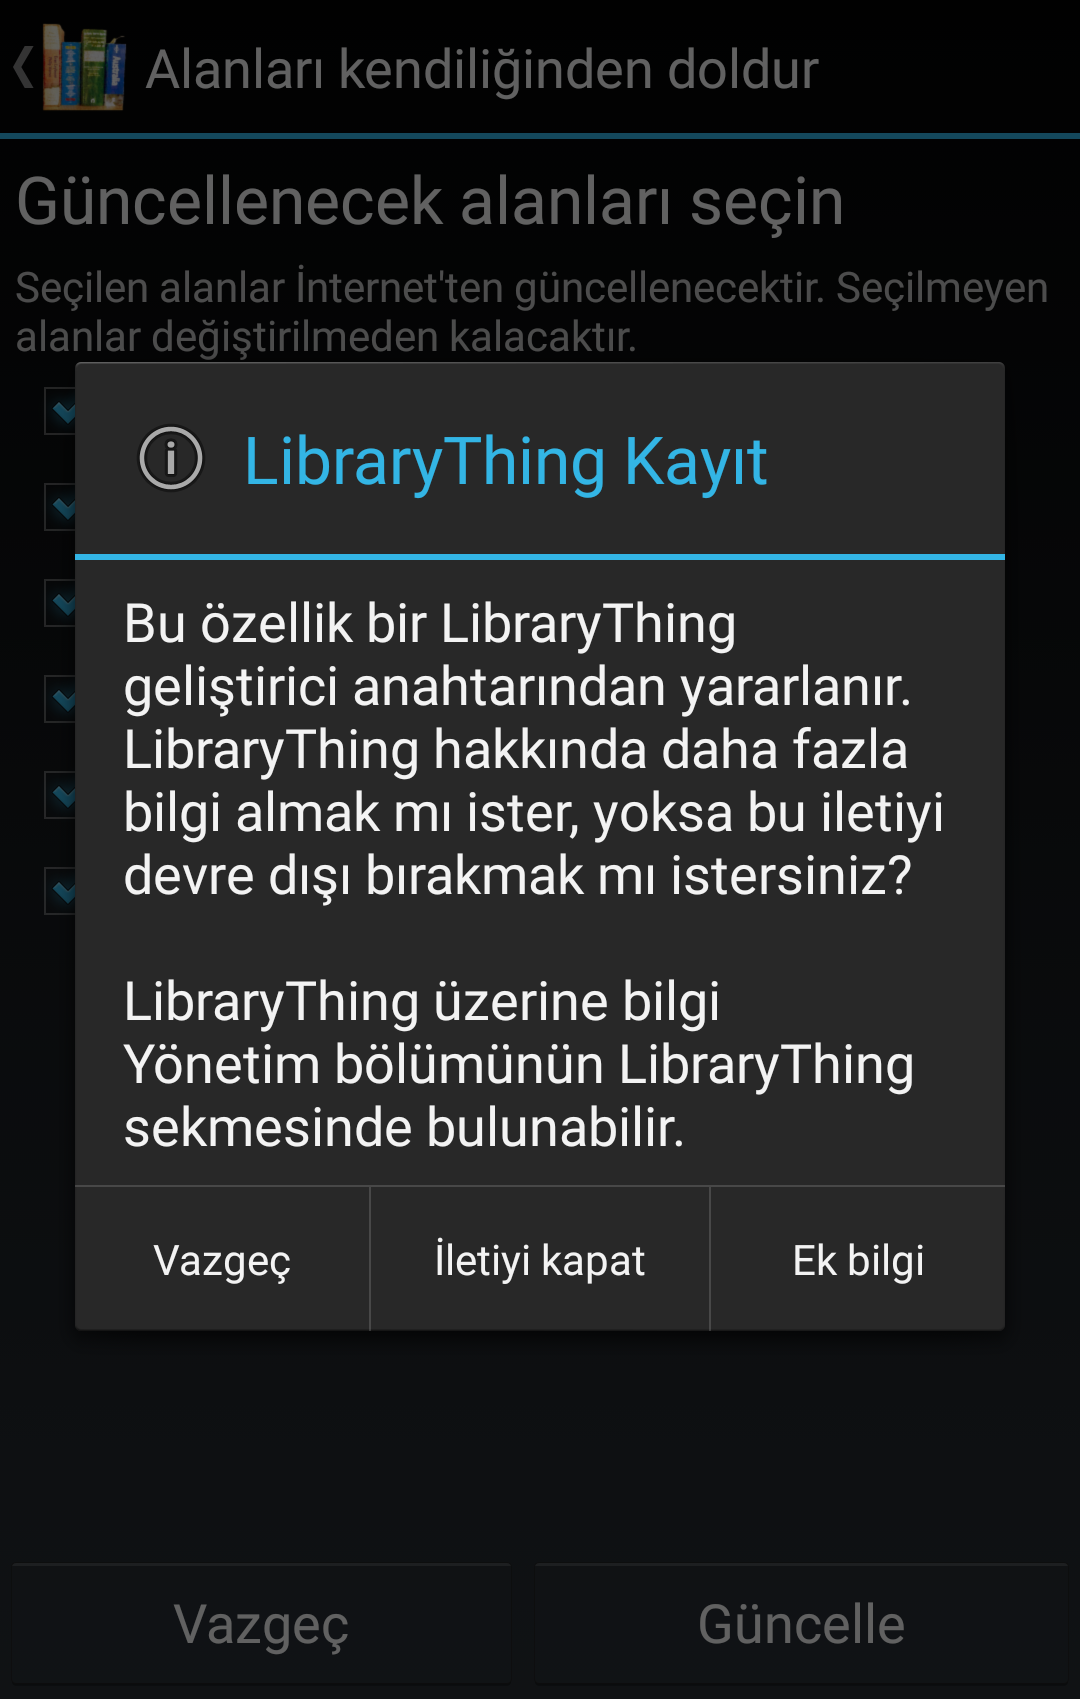 Alanları kendiliğinden doldur
Güncellenecek alanları seçin
Seçilen alanlar İnternet'ten güncellenecektir. Seçilmeyen
alanlar değiştirilmeden kalacaktır.
LibraryThing Kayıt
Bu özellik bir LibraryThing
geliştirici anahtarından yararlanır.
LibraryThing hakkında daha fazla
bilgi almak mı ister, yoksa bu iletiyi
devre dışı bırakmak mı istersiniz?
LibraryThing üzerine bilgi
Yönetim bölümünün LibraryThing
sekmesinde bulunabilir.
Vazgeç
İletiyi kapat
Ek bilgi
Vazgeç
Güncelle